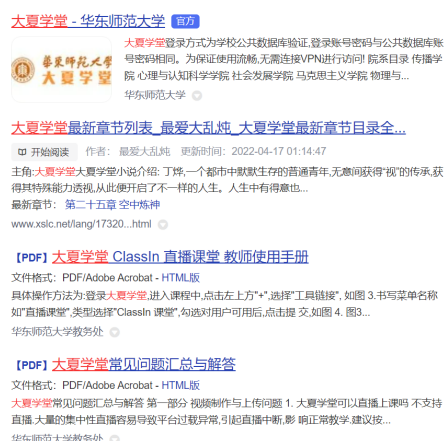 大夏学堂 - 华东师范大学 官方
大夏学堂登录方式为学校公共数据库验证,登录账号密码与公共数据库账
号密码相同。为保证使用流畅,无需连接VPN进行访问! 院系目录 传播学
院 心理与认知科学学院 社会发展学院 马克思主义学院 物理与...
華東師範大學
大夏学堂
华东师范大学
大夏学堂最新章节列表_最爱大乱炖_大夏学堂最新章节目录全...
开始阅读 作者: 最爱大乱炖 更新时间: 2022-04-17 01:14:47
主角:大夏学堂大夏学堂小说介绍: 丁烨,一个都市中默默生存的普通青年,无意间获得“视”的传承,获
得其特殊能力透视,从此便开启了不一样的人生。人生中有得意也...
最新章节: 第二十五章 空中炼神
www.xslc.net/lang/17320...html
【PDF】大夏学堂 ClassIn 直播课堂 教师使用手册
文件格式: PDF/Adobe Acrobat - HTML版
具体操作方法为:登录大夏学堂,进入课程中,点击左上方"+",选择"工具链接", 如图 3.书写菜单名称
如"直播课堂",类型选择"ClassIn 课堂",勾选对用户可用后,点击提 交,如图 4. 图3...
华东师范大学教务处
【PDF】大夏学堂常见问题汇总与解答
文件格式: PDF/Adobe Acrobat - HTML版
大夏学堂常见问题汇总与解答 第一部分 视频制作与上传问题 1. 大夏学堂可以直播上课吗 不支持
直播.大量的集中性直播容易导致平台过载异常,引起直播中断,影 响正常教学.建议按...
华东师范大学教务处